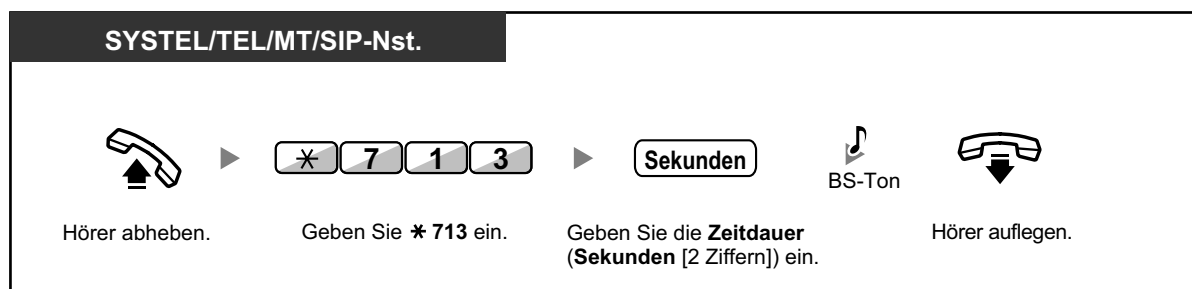 SYSTEL/TEL/MT/SIP-Nst.
* 7 1 3
Sekunden
BS-Ton
Hörer abheben.
Geben Sie * 713 ein.
Geben Sie die Zeitdauer
(Sekunden [2 Ziffern]) ein.
Hörer auflegen.